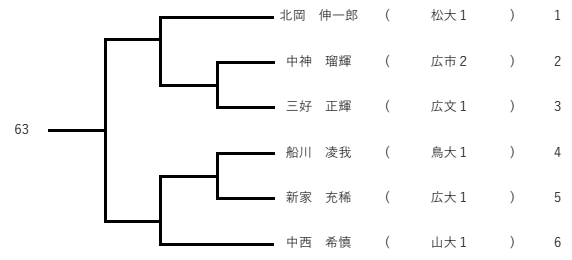 北岡 伸一郎 ( 松大1 ) 1
中神 瑠輝 ( 広市2 ) 2
三好 正輝 ( 広文1 ) 3
63
船川 凌我 ( 鳥大1 ) 4
新家 充稀 ( 広大1 ) 5
中西 希慎 ( 山大1 ) 6